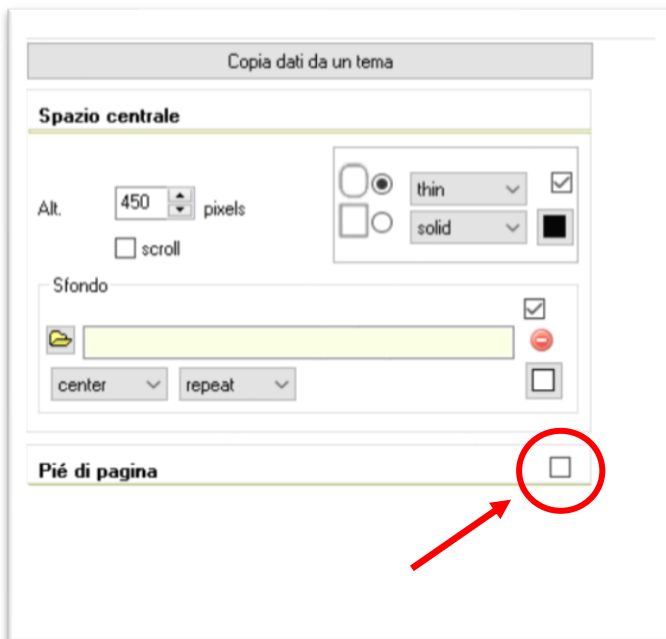 Copia dati da un tema
Spazio centrale
thin
Alt. 450 pixels
solid
scroll
Sfondo
center repeat
Pié di pagina